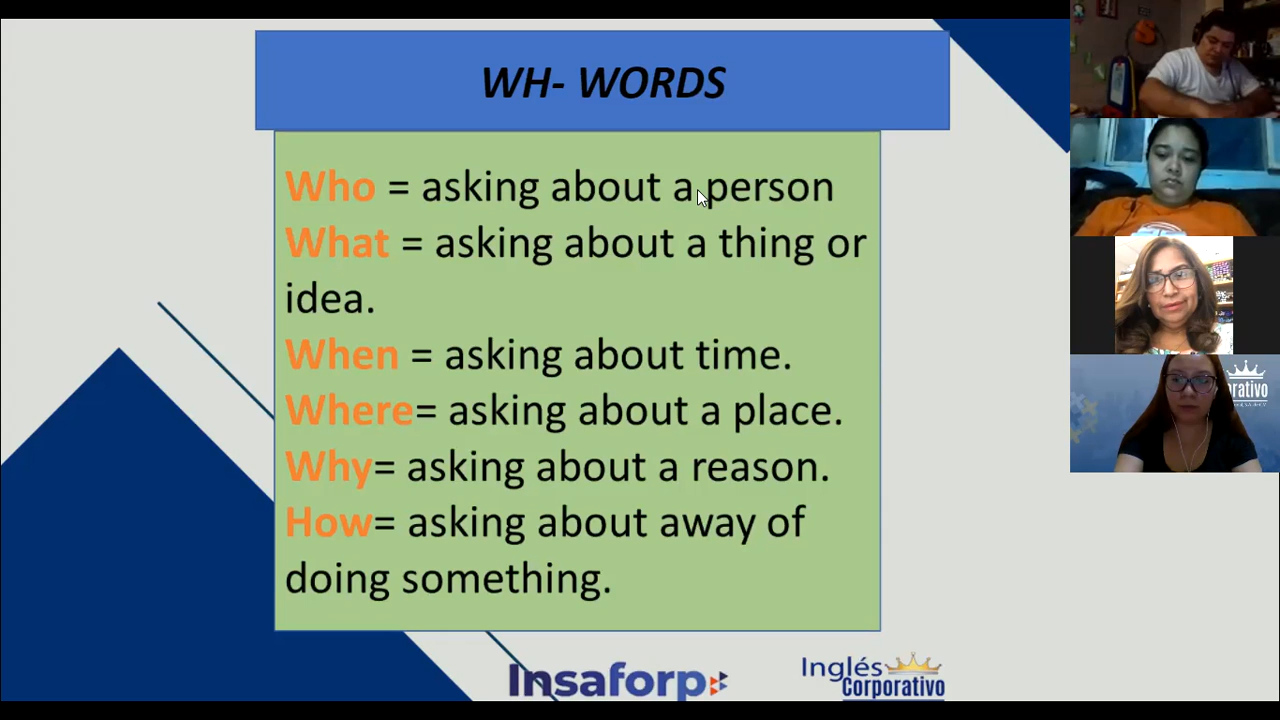 WH- WORDS
Who = asking about a person
What = asking about a thing or
idea.
When = asking about time.
Where= asking about a place.
Why= asking about a reason.
How= asking about away of
doing something.
Insaforp
Inglés
Corporativo
orativo